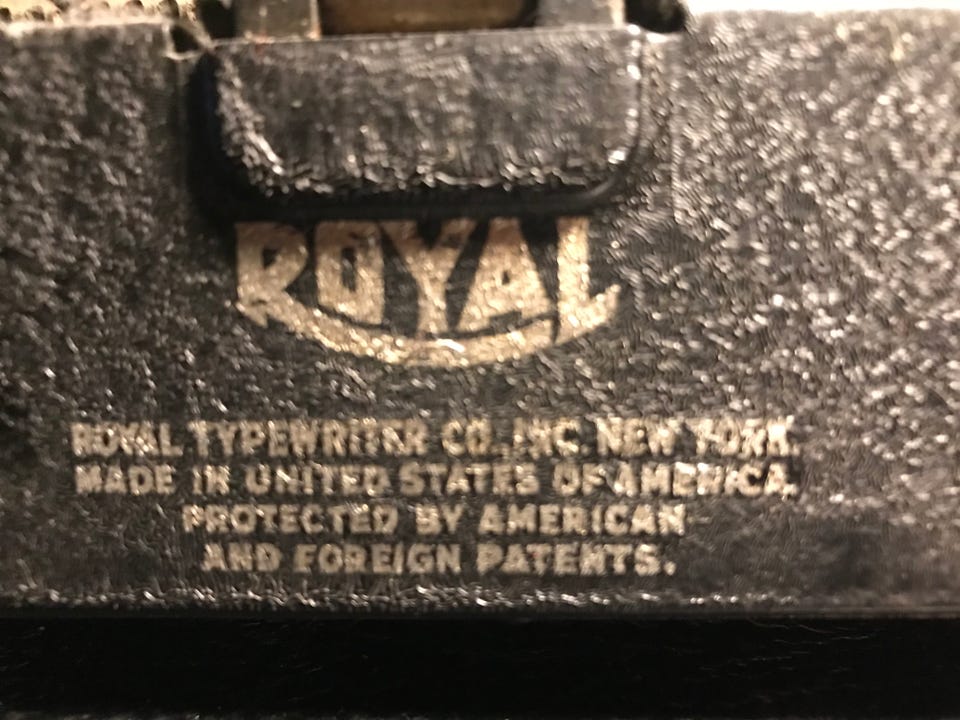 ROYAL
ROYAL TYPEWRITER CO., INC. NEW YORK.
MADE IN UNITED STATES OF AMERICA.
PROTECTED BY AMERICAN
AND FOREIGN PATENTS.